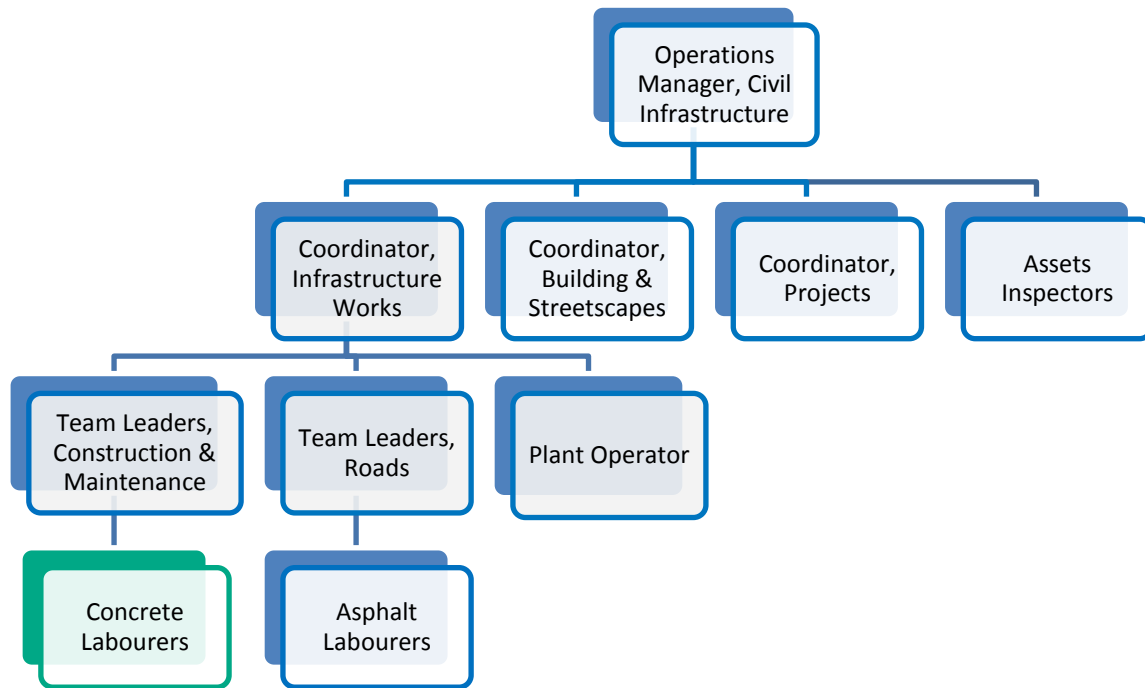 Operations
Manager, Civil
Infrastructure
Coordinator,
Infrastructure
Works
Coordinator,
Building &
Streetscapes
Coordinator,
Projects
Assets
Inspectors
Team Leaders,
Construction &
Maintenance
Team Leaders,
Roads
Plant Operator
Concrete
Labourers
Asphalt
Labourers